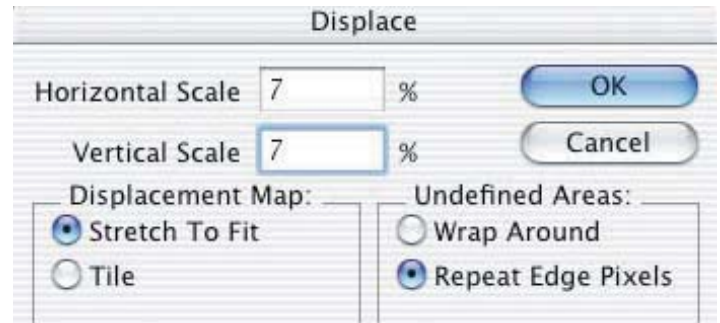 Displace
Horizontal Scale 7 %
OK
Vertical Scale 7 %
Cancel
Displacement Map:
Stretch To Fit
Tile
Undefined Areas:
Wrap Around
Repeat Edge Pixels